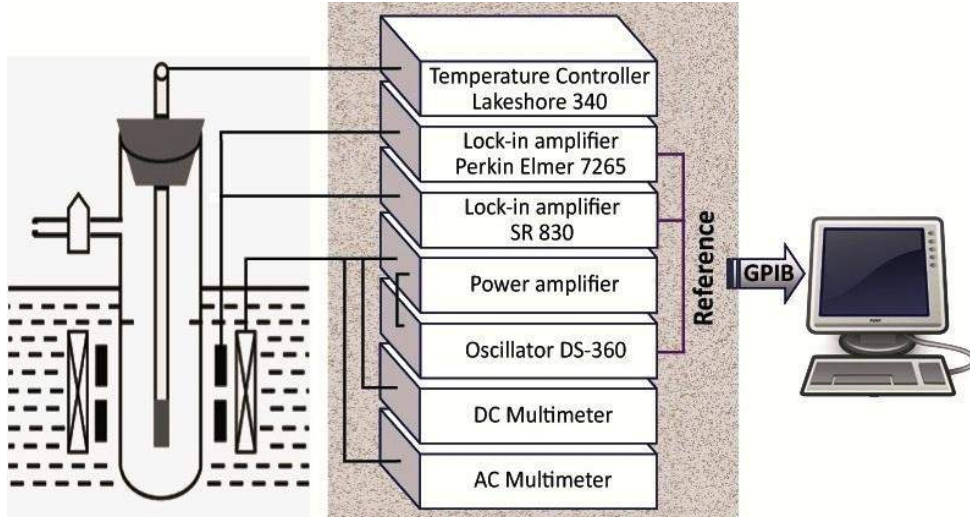 Temperature Controller
Lakeshore 340
Lock-in amplifier
Perkin Elmer 7265
Lock-in amplifier
SR 830
Power amplifier
Oscillator DS-360
DC Multimeter
AC Multimeter
Reference
GPIB